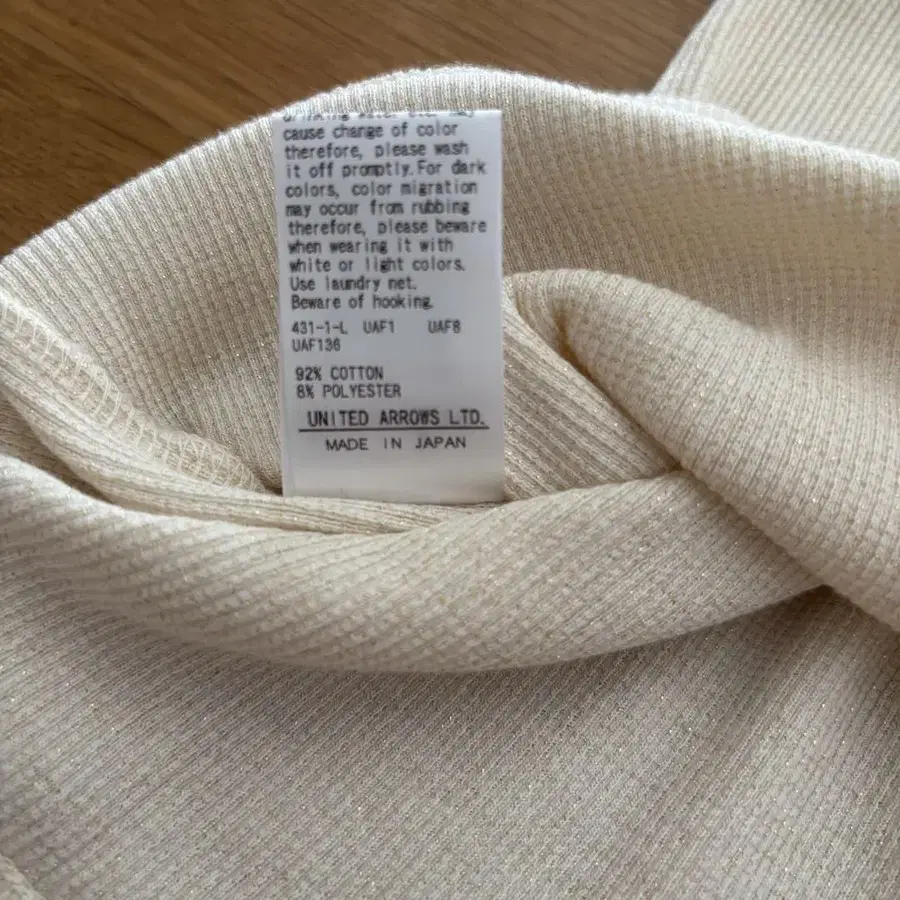 cause change of color
therefore, please wash
it off promptly.For dark
colors, color migration
may occur from rubbing
therefore, please beware
when wearing it with
white or light colors.
Use laundry net.
Beware of hooking.
431-1-L UAF1 UAF8
UAF136
92% COTTON
8% POLYESTER
UNITED ARROWS LTD.
MADE IN JAPAN